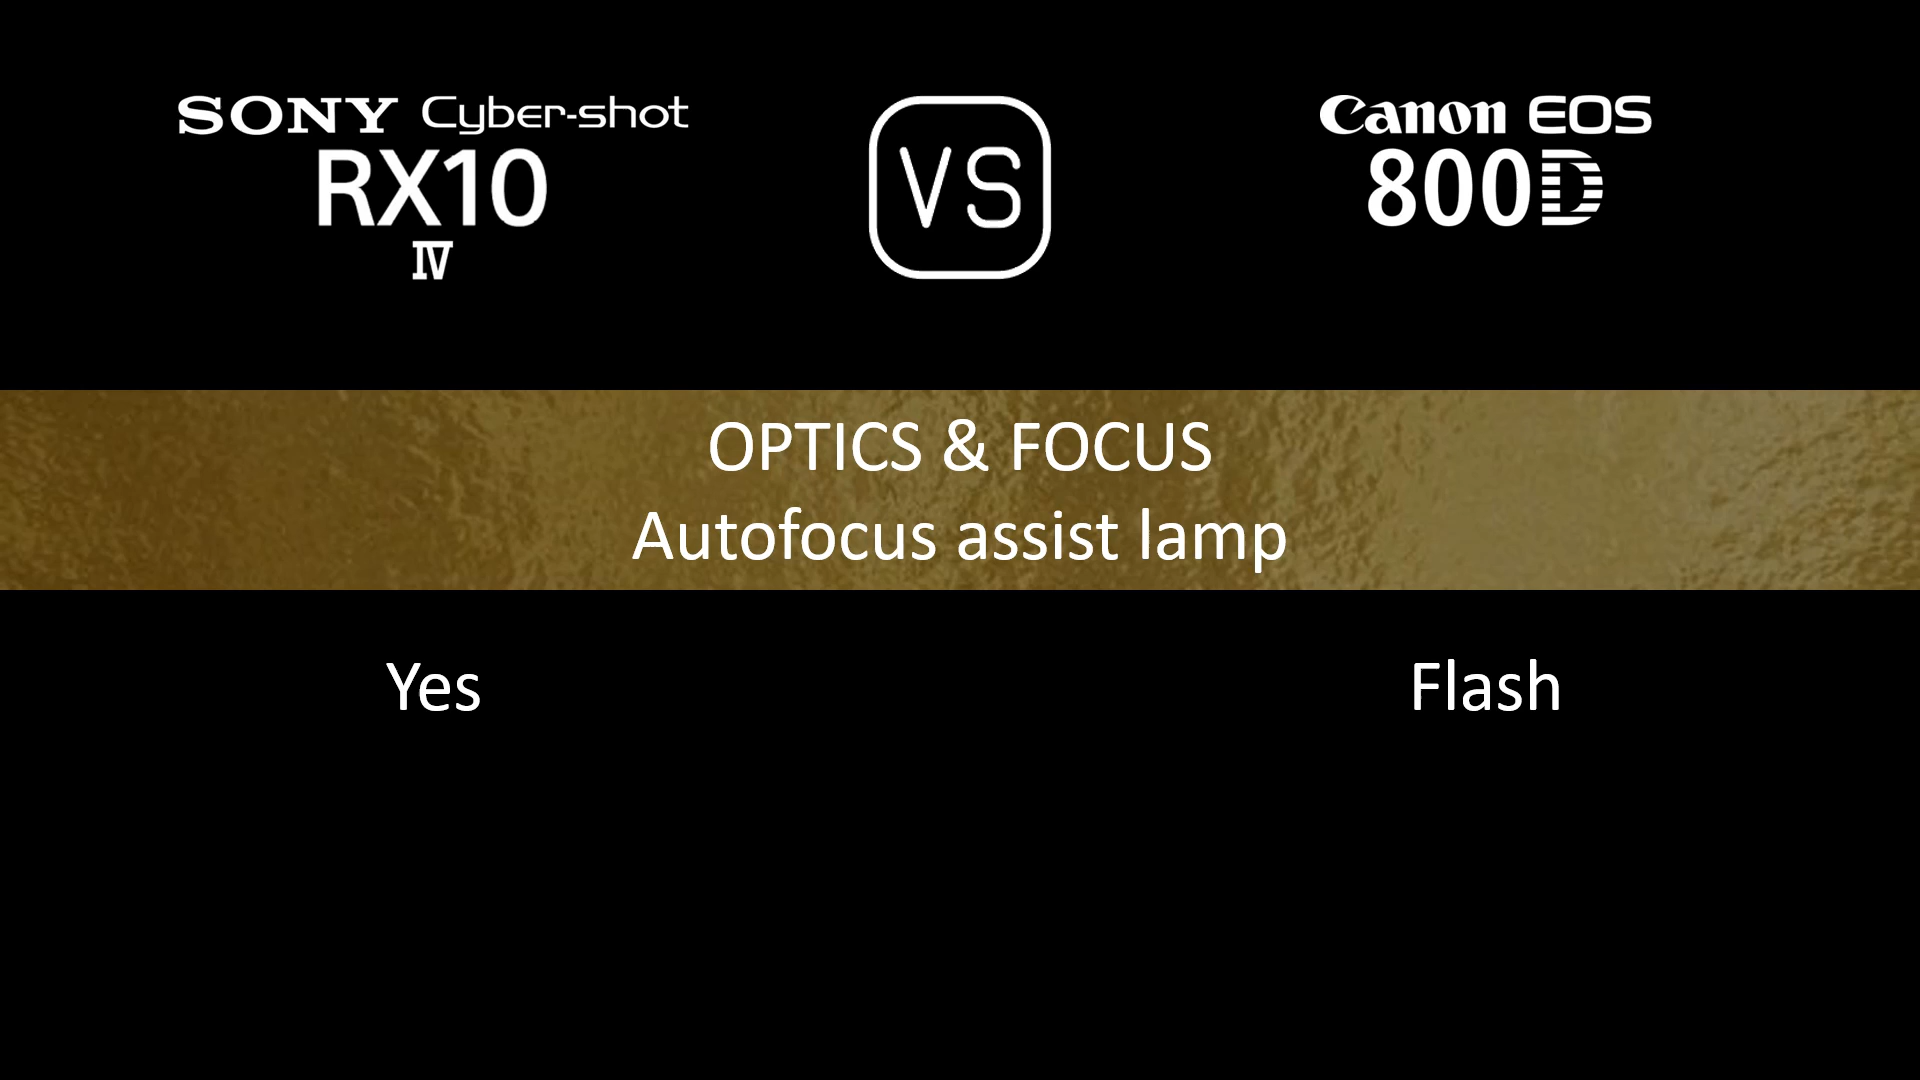 SONY Cyber-shot
RX10
IV
VS
Canon EOS
800D
OPTICS & FOCUS
Autofocus assist lamp
Yes
Flash